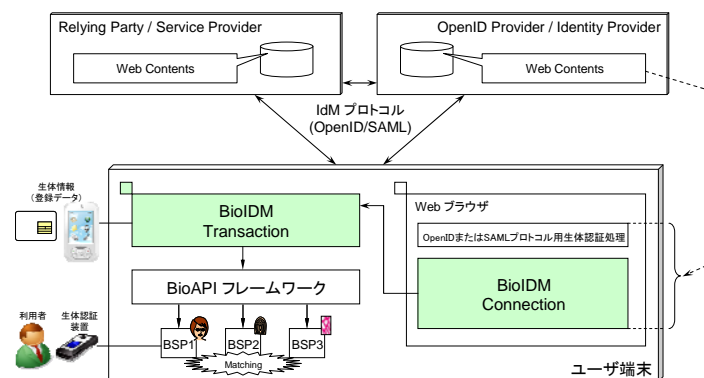 Relying Party / Service Provider
Web Contents
OpenID Provider / Identity Provider
Web Contents
IdM プロトコル
(OpenID/SAML)
生体情報
(登録データ)
BioIDM
Transaction
Web ブラウザ
OpenIDまたはSAMLプロトコル用生体認証処理
BioIDM
Connection
BioAPI フレームワーク
利用者
生体認証
装置
BSP1
BSP2
BSP3
Matching
ユーザ端末